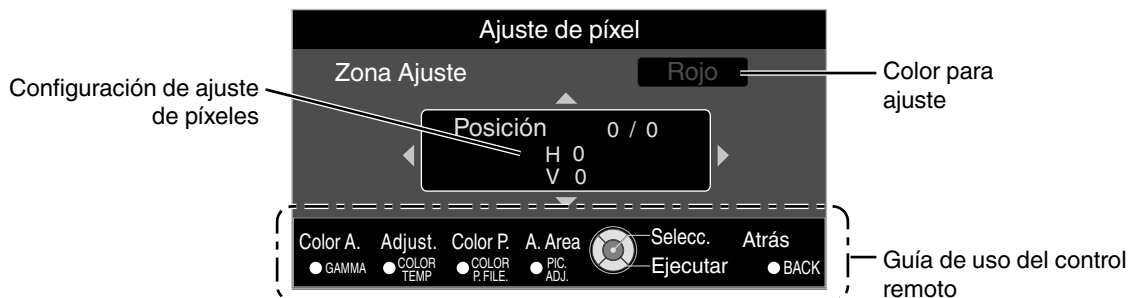 Ajuste de píxel
Zona Ajuste
Rojo
Color para
ajuste
Configuración de ajuste
de píxeles
Posición 0 / 0
H 0
V 0
Color A.
GAMMA
Adjust.
COLOR
TEMP
Color P.
COLOR
P. FILE.
A. Area
PIC.
ADJ.
Selecc.
Ejecutar
Atrás
BACK
Guía de uso del control
remoto